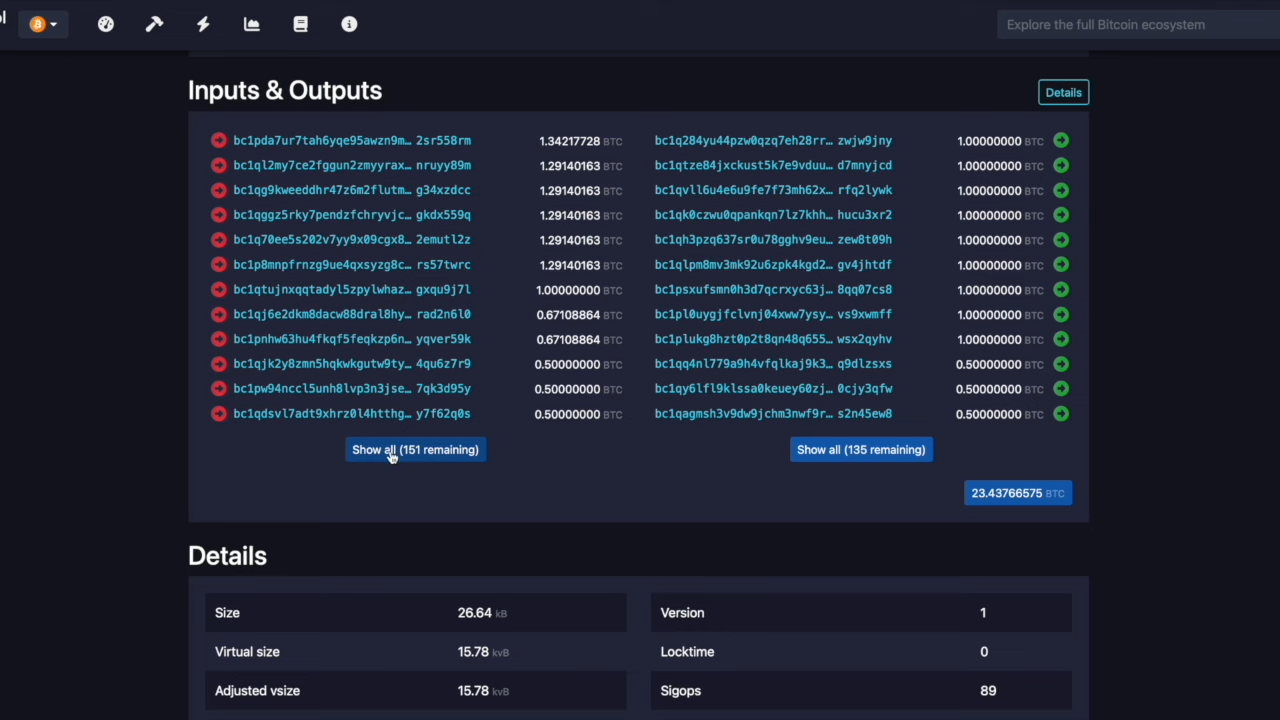 Explore the full Bitcoin ecosystem
Inputs & Outputs
Details
bc1pda7ur7tah6yqe95awzn9m… 2sr558rm 1.34217728 BTC bc1q284yu44pzw0qzq7eh28rr… zwjw9jny 1.00000000 BTC
bc1ql2my7ce2fggun2zmyyrax… nruyy89m 1.29140163 BTC bc1qtze84jxckust5k7e9vduu… d7mnyjcd 1.00000000 BTC
bc1qg9kweeddhr47z6m2flutm… g34xzdcc 1.29140163 BTC bc1qvll6u4e6u9fe7f73mh62x… rfq2lywk 1.00000000 BTC
bc1qggz5rky7pendzfchryvjc… gkdx559q 1.29140163 BTC bc1qk0czwu0qpankqn7lz7khh… hucu3xr2 1.00000000 BTC
bc1q70ee5s202v7yy9x09cgx8… 2emutl2z 1.29140163 BTC bc1qh3pzq637sr0u78gghv9eu… zew8t09h 1.00000000 BTC
bc1p8mnpfrnzg9ue4qxsyzg8c… rs57twrc 1.29140163 BTC bc1qlpm8mv3mk92u6zpk4kgd2… gv4jhtdf 1.00000000 BTC
bc1qtujnxqqtadyl5zpylwhaz… gxqu9j7l 1.00000000 BTC bc1psxufsmn0h3d7qcrxyc63j… 8qq07cs8 1.00000000 BTC
bc1qj6e2dkm8dacw88dral8hy… rad2n6l0 0.67108864 BTC bc1pl0uygjfclvnj04xww7ysy… vs9xwmff 1.00000000 BTC
bc1pnhw63hu4fkqf5feqkzp6n… yqver59k 0.67108864 BTC bc1plukg8hzt0p2t8qn48q655… wsx2qyhv 1.00000000 BTC
bc1qjk2y8zmn5hqkwkgutw9ty… 4qu6z7r9 0.50000000 BTC bc1qq4nl779a9h4vfqlkaj9k3… q9dlzsxs 0.50000000 BTC
bc1pw94nccl5unh8lvp3n3jse… 7qk3d95y 0.50000000 BTC bc1qy6lfl9klssa0keuey60zj… 0cjy3qfw 0.50000000 BTC
bc1qdsvl7adt9xhrz0l4htthg… y7f62q0s 0.50000000 BTC bc1qagmsh3v9dw9jchm3nwf9r… s2n45ew8 0.50000000 BTC
Show all (151 remaining) Show all (135 remaining)
23.43766575 BTC
Details
Size 26.64 kB Version 1
Virtual size 15.78 kvB Locktime 0
Adjusted vsize 15.78 kvB Sigops 89